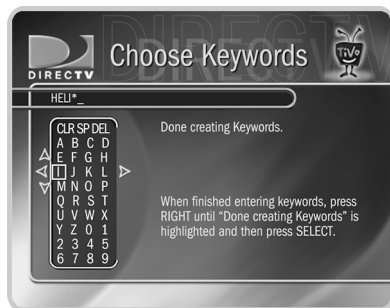 DIRECTV
Choose Keywords
TiVo
HELI*_
CLR SP DEL
A B C D
E F G H
I J K L
M N O P
Q R S T
U V W X
Y Z 0 1
2 3 4 5
6 7 8 9
Done creating Keywords.
When finished entering keywords, press
RIGHT until "Done creating Keywords" is
highlighted and then press SELECT.